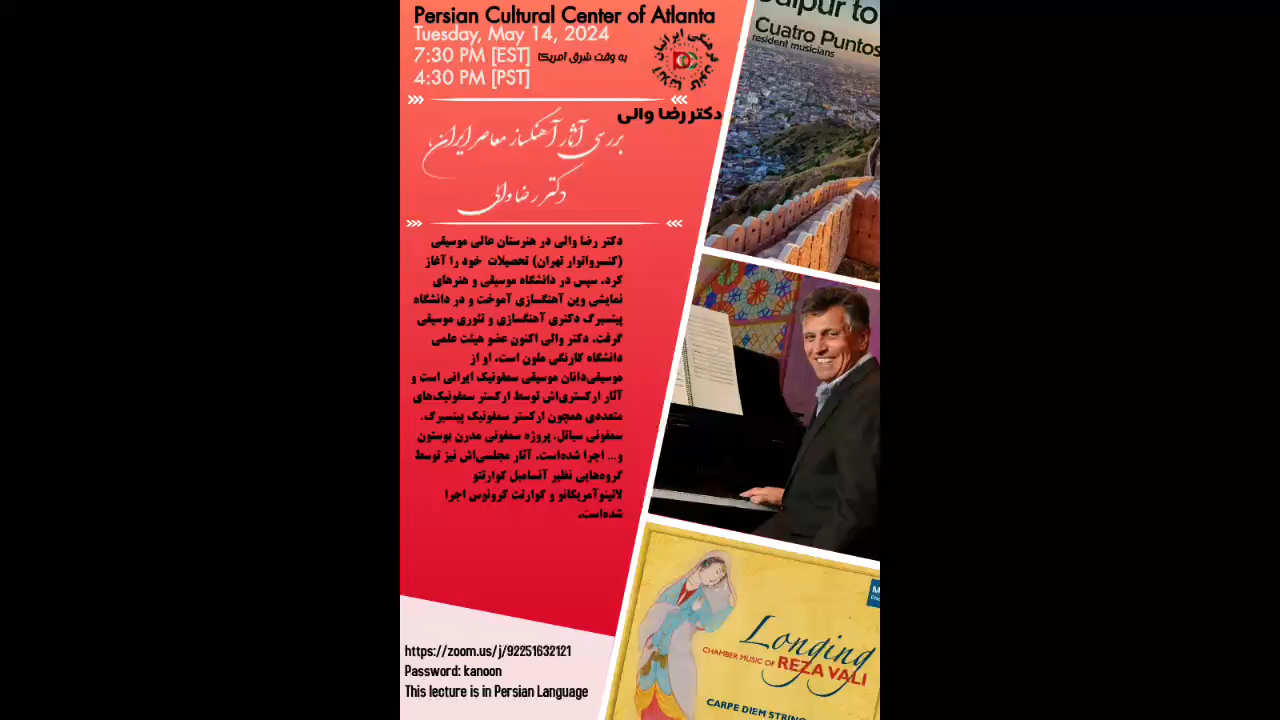 Persian Cultural Center of Atlanta
Tuesday, May 14, 2024
7:30 PM [EST] به وقت شرق آمریکا
4:30 PM [PST]
کانون فرهنگی ایرانیان آتلانتا
دکتر رضا والی
بررسی آثار آهنگساز معاصر ایران،
دکتر رضا والی
دکتر رضا والی در هنرستان عالی موسیقی
(کنسرواتوار تهران) تحصیلات خود را آغاز
کرد. سپس در دانشگاه موسیقی و هنرهای
نمایشی وین آهنگسازی آموخت و در دانشگاه
پیتسبرگ دکتری آهنگسازی و تئوری موسیقی
گرفت. دکتر والی اکنون عضو هیئت علمی
دانشگاه کارنگی ملون است. او از
موسیقی‌دانان موسیقی سمفونیک ایرانی است و
آثار ارکستری‌اش توسط ارکستر سمفونیک‌های
متعددی همچون ارکستر سمفونیک پیتسبرگ،
سمفونی سیاتل، پروژه سمفونی مدرن بوستون
و... اجرا شده‌است. آثار مجلسی‌اش نیز توسط
گروه‌هایی نظیر آنسامبل کوارتتو
لاتینوآمریکانو و کوارتت کرونوس اجرا
شده‌است.
https://zoom.us/j/92251632121
Password: kanoon
This lecture is in Persian Language
to
Cuatro Puntos
resident musicians
Longing
CHAMBER MUSIC OF REZA VALI
CARPE DIEM STRING